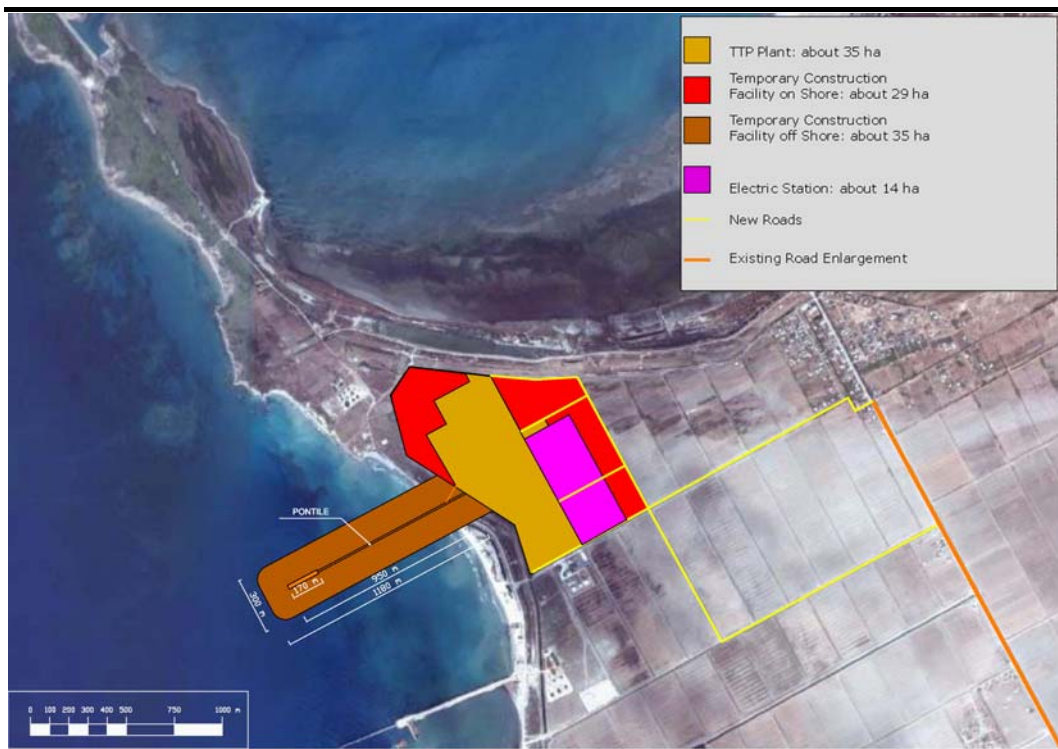 TTP Plant: about 35 ha
Temporary Construction
Facility on Shore: about 29 ha
Temporary Construction
Facility off Shore: about 35 ha
Electric Station: about 14 ha
New Roads
Existing Road Enlargement
PONTILE
170 m
950 m
1180 m
300 m
0 100 200 300 400 500 750 1000 m